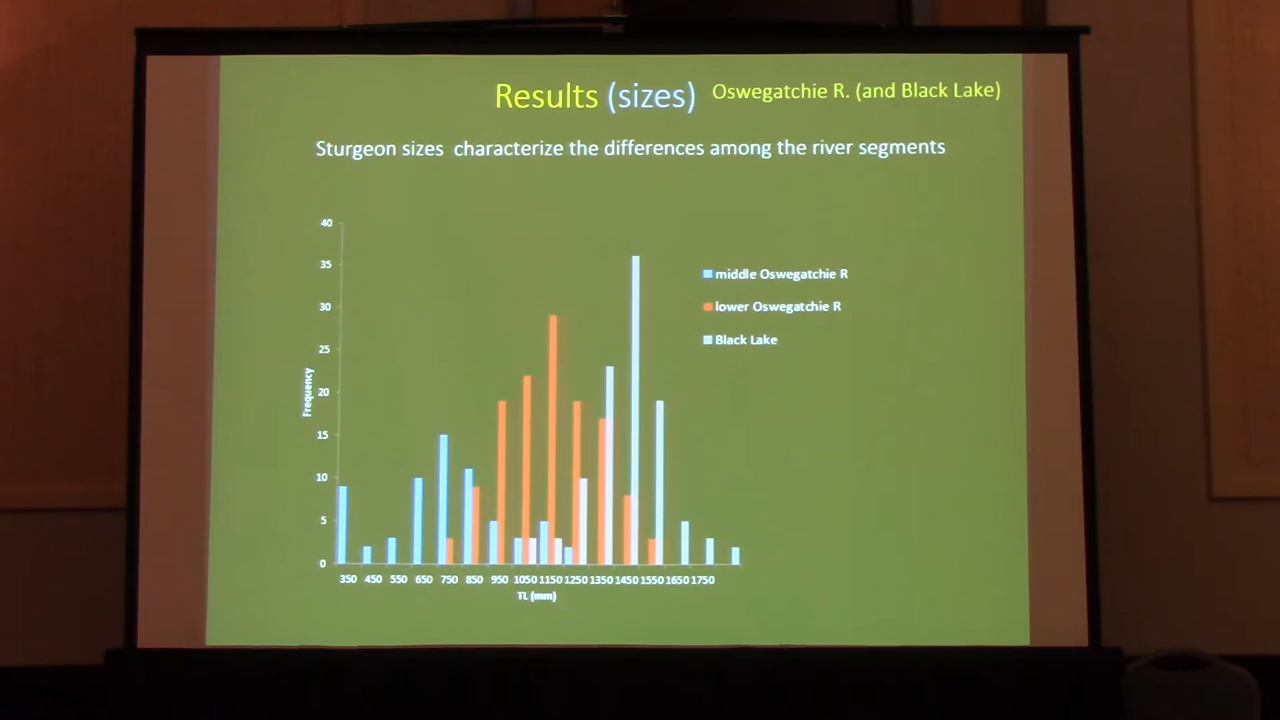 Results (sizes) Oswegatchie R. (and Black Lake)
Sturgeon sizes characterize the differences among the river segments
40
35
30
25
20
15
10
5
0
Frequency
350 450 550 650 750 850 950 1050 1150 1250 1350 1450 1550 1650 1750
TL (mm)
middle Oswegatchie R
lower Oswegatchie R
Black Lake